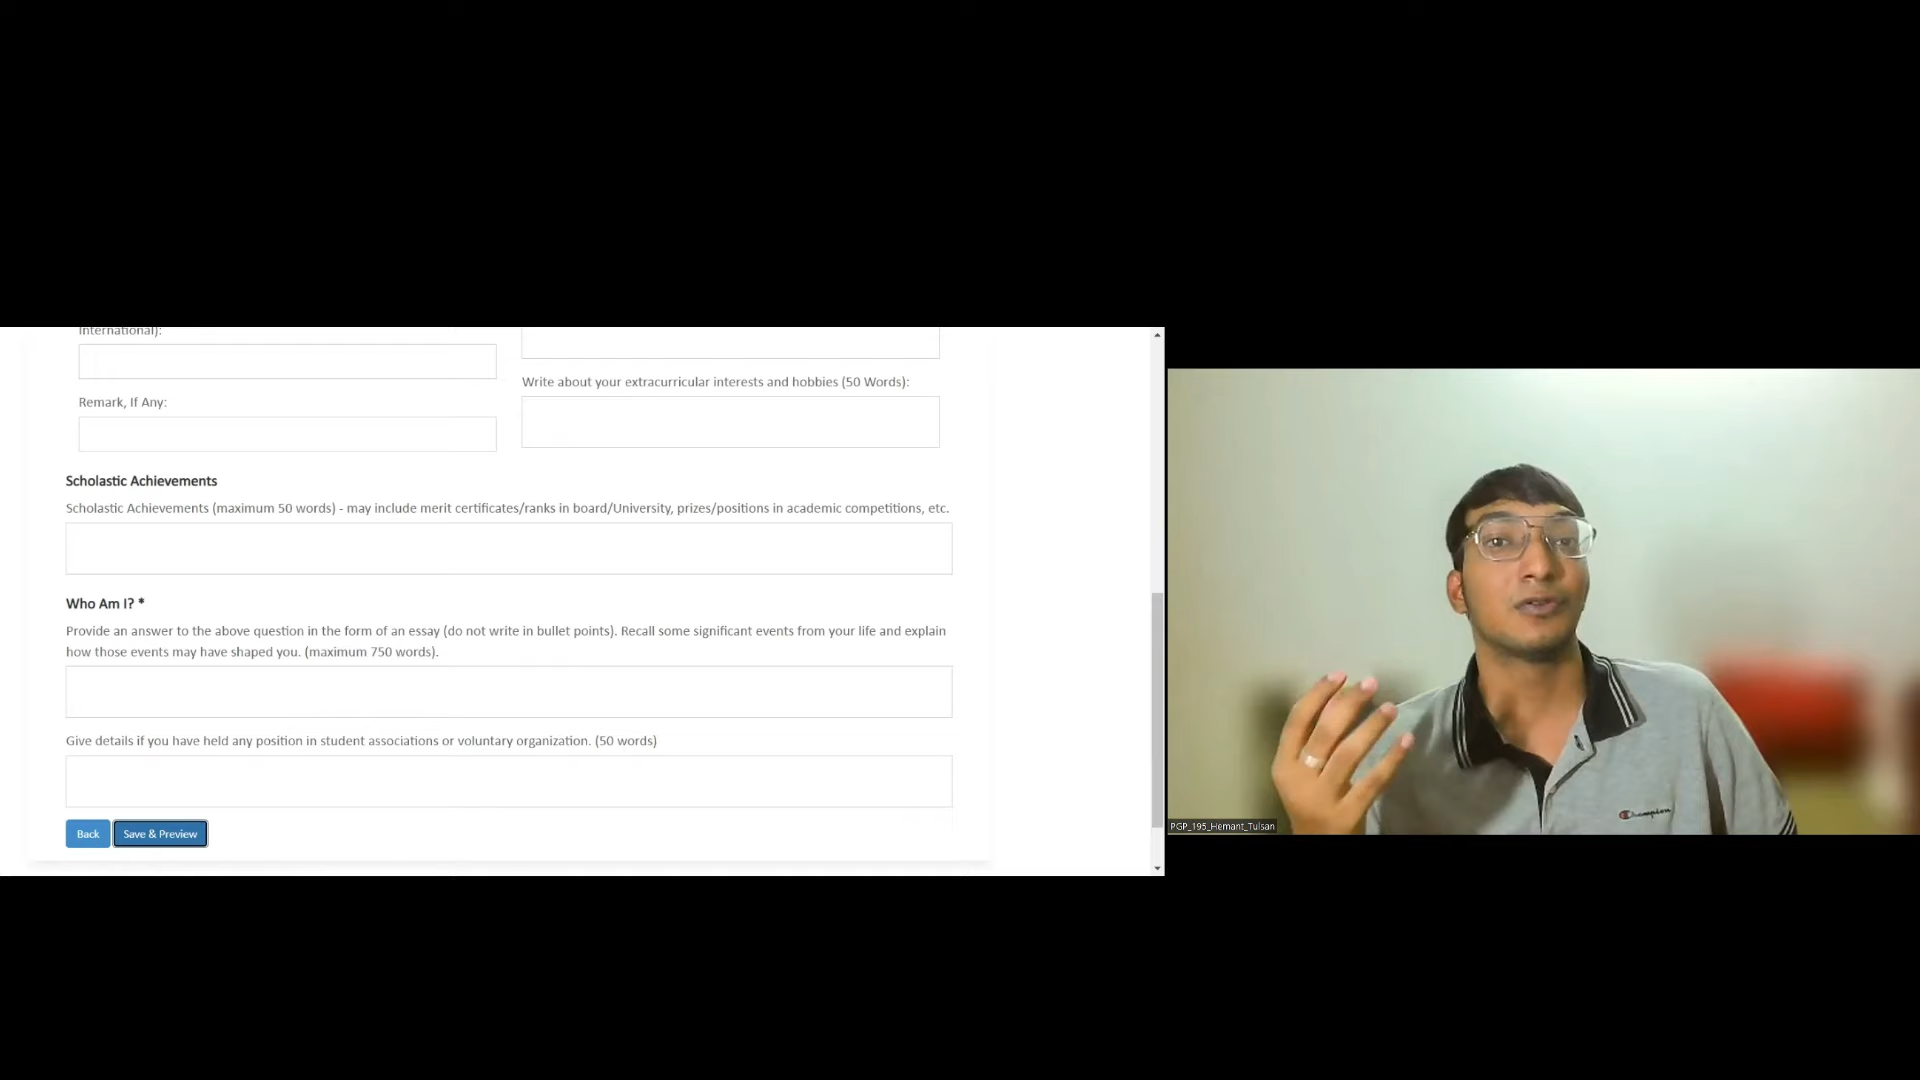 International):
Write about your extracurricular interests and hobbies (50 Words):
Remark, If Any:
Scholastic Achievements
Scholastic Achievements (maximum 50 words) - may include merit certificates/ranks in board/University, prizes/positions in academic competitions, etc.
Who Am I? *
Provide an answer to the above question in the form of an essay (do not write in bullet points). Recall some significant events from your life and explain
how those events may have shaped you. (maximum 750 words).
Give details if you have held any position in student associations or voluntary organization. (50 words)
Back
Save & Preview
Champion
PGP_195_Hemant_Tulsan